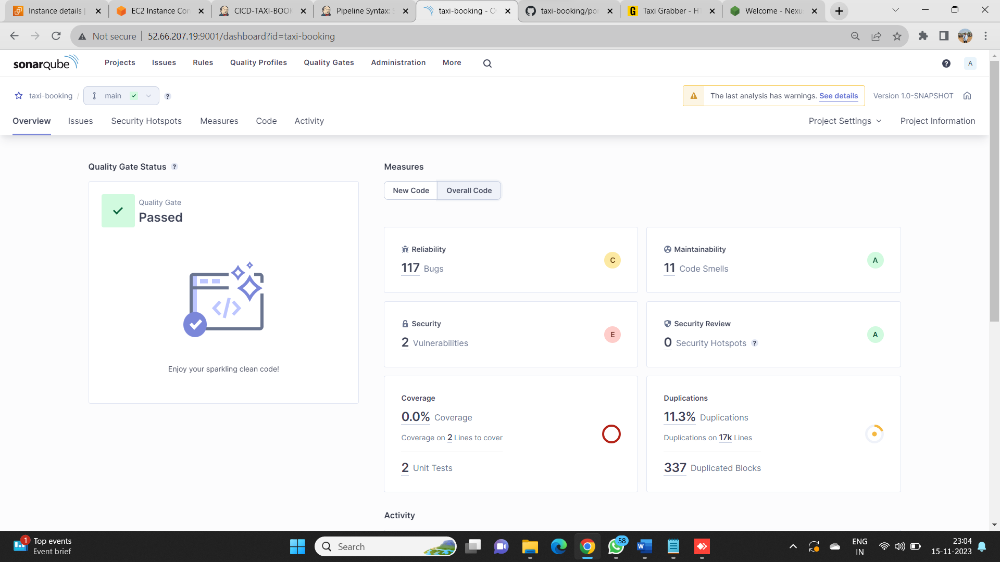 Instance details |
EC2 Instance Con
CICD-TAXI-BOOK
Pipeline Syntax: S
taxi-booking - O
taxi-booking/po
Taxi Grabber - HT
Welcome - Nexu
Not secure
52.66.207.19:9001/dashboard?id=taxi-booking
sonarqube
Projects
Issues
Rules
Quality Profiles
Quality Gates
Administration
More
?
A
taxi-booking /
main
?
The last analysis has warnings. See details
Version 1.0-SNAPSHOT
Overview
Issues
Security Hotspots
Measures
Code
Activity
Project Settings
Project Information
Quality Gate Status ?
Quality Gate
Passed
</>
Enjoy your sparkling clean code!
Measures
New Code
Overall Code
Reliability
117 Bugs
C
Maintainability
11 Code Smells
A
Security
2 Vulnerabilities
E
Security Review
0 Security Hotspots ?
A
Coverage
0.0% Coverage
Coverage on 2 Lines to cover
2 Unit Tests
Duplications
11.3% Duplications
Duplications on 17k Lines
337 Duplicated Blocks
Activity
1
Top events
Event brief
Search
58
W
ENG
IN
23:04
15-11-2023